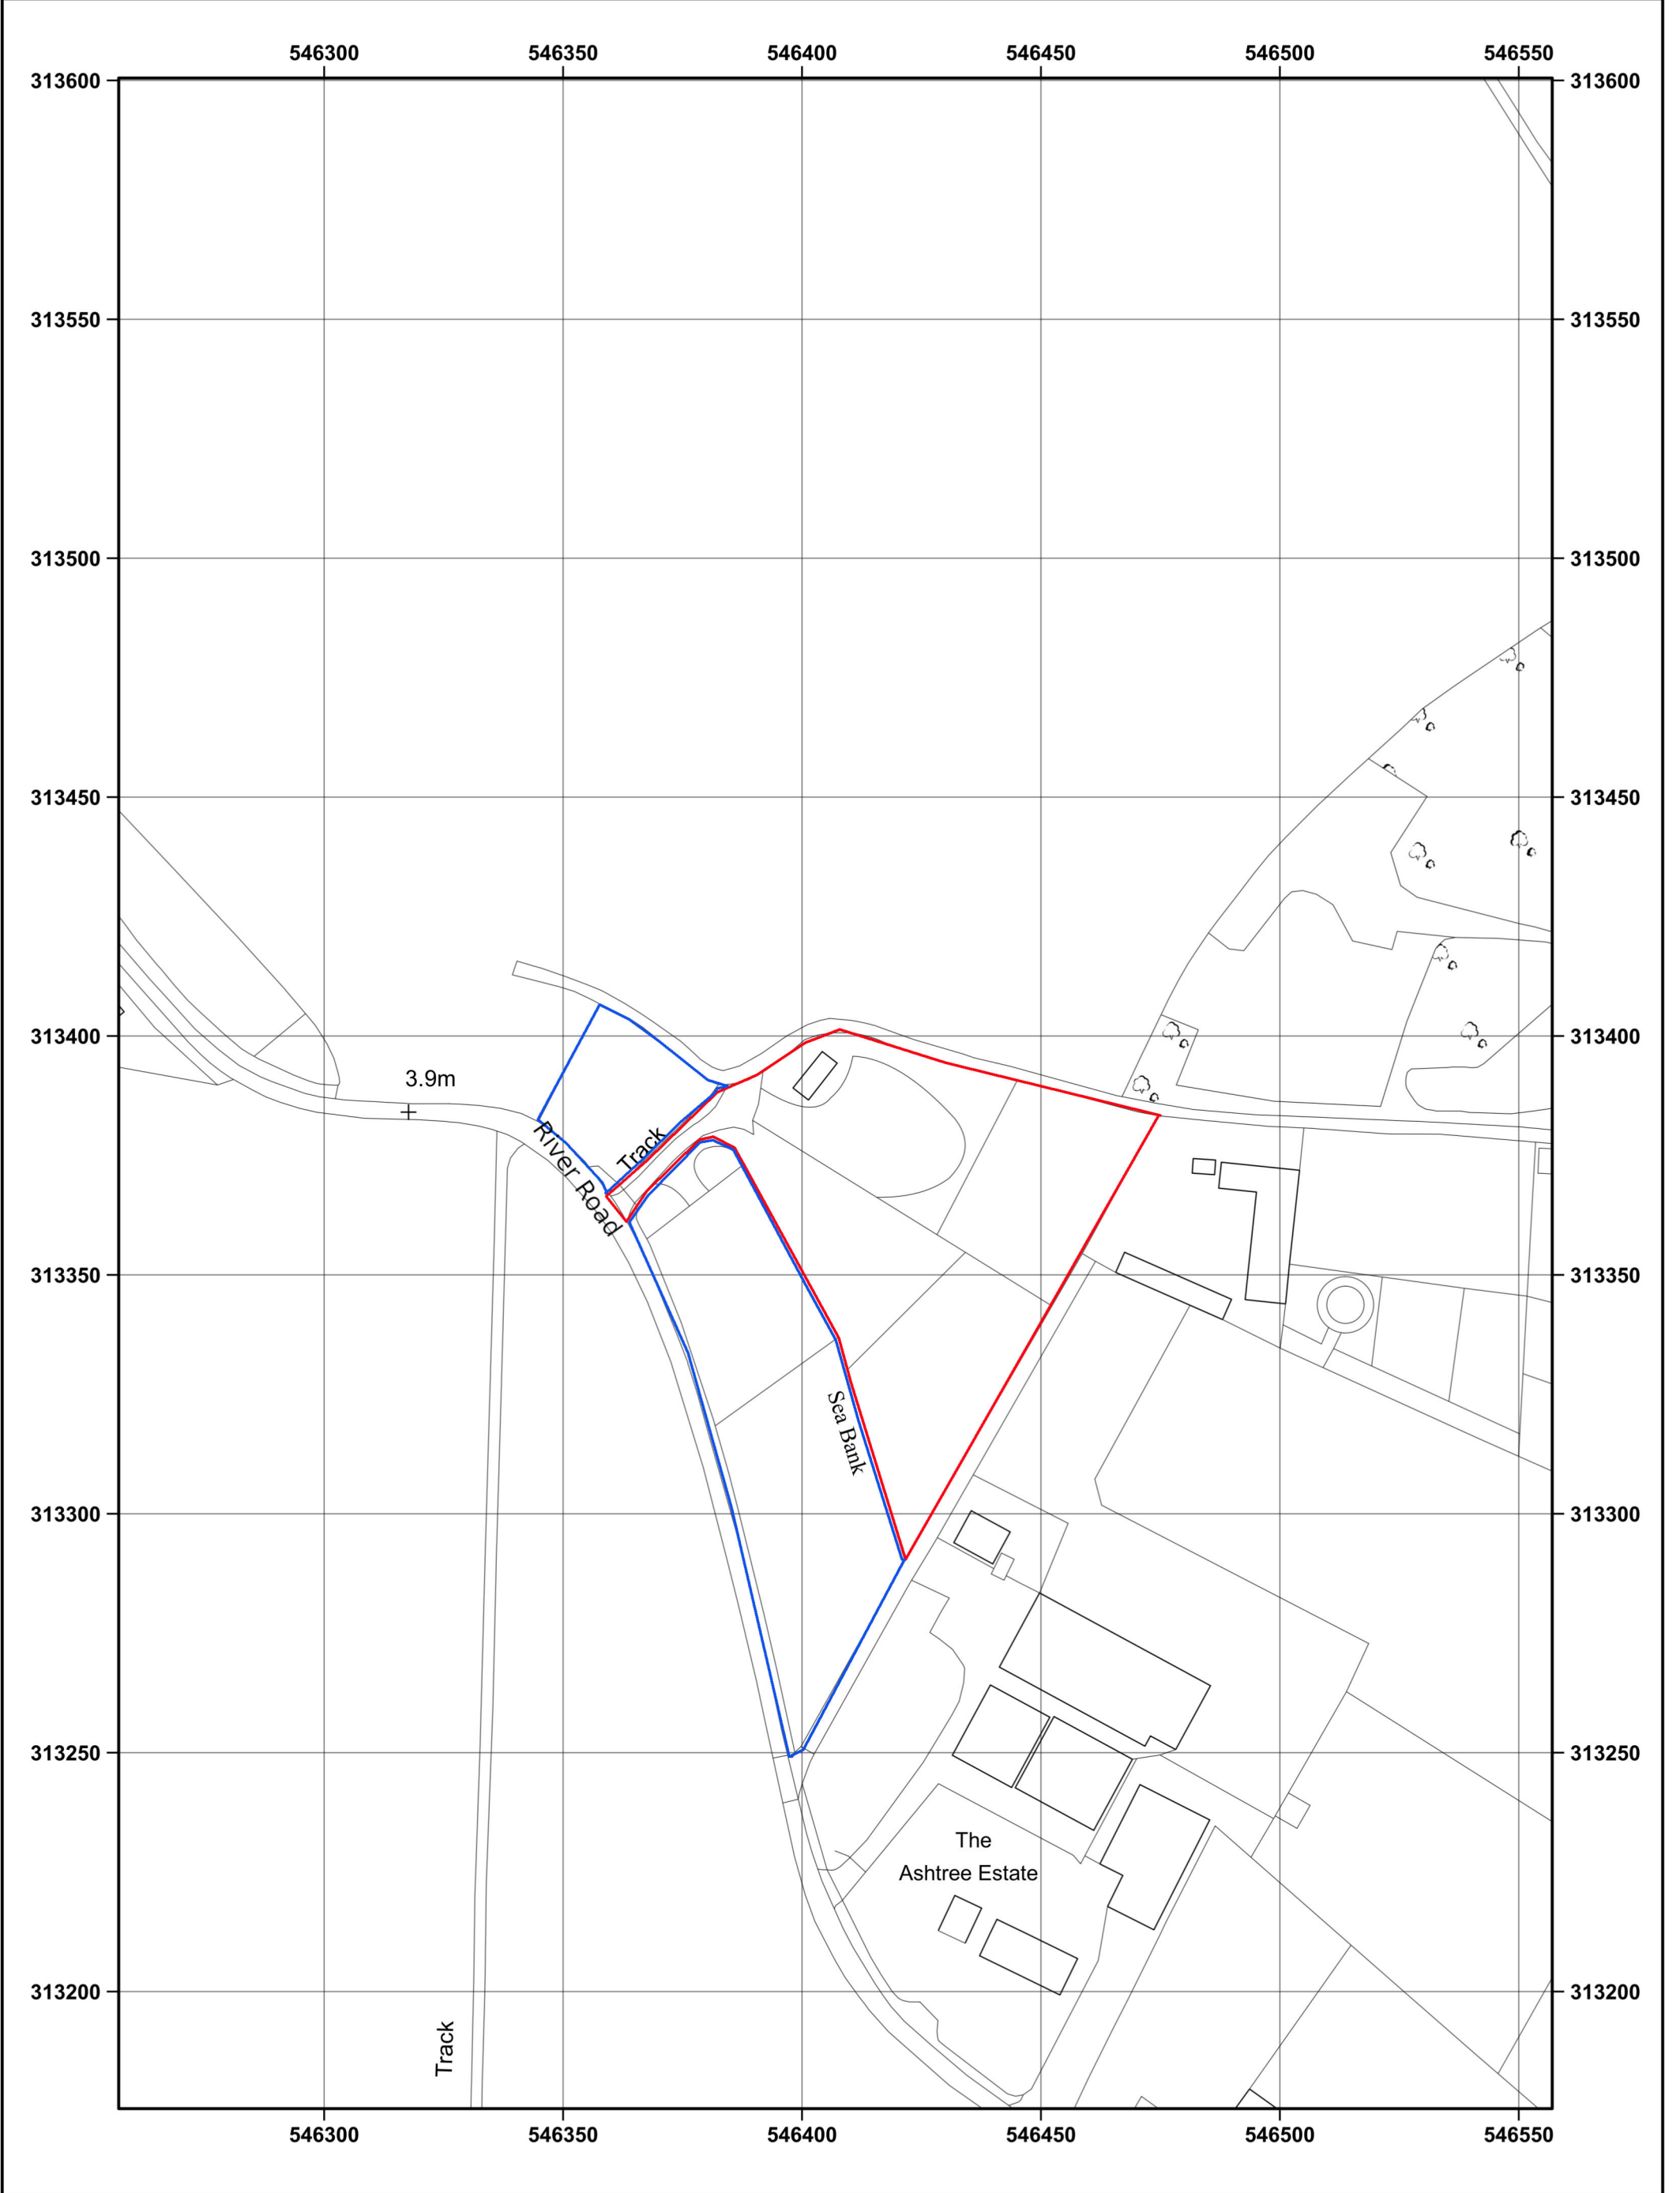 546300 546350 546400 546450 546500 546550
313600 313600
313550 313550
313500 313500
313450 313450
313400 313400
3.9m
River Road
Track
313350 313350
Sea Bank
313300 313300
313250 313250
The
Ashtree Estate
313200 313200
Track
546300 546350 546400 546450 546500 546550